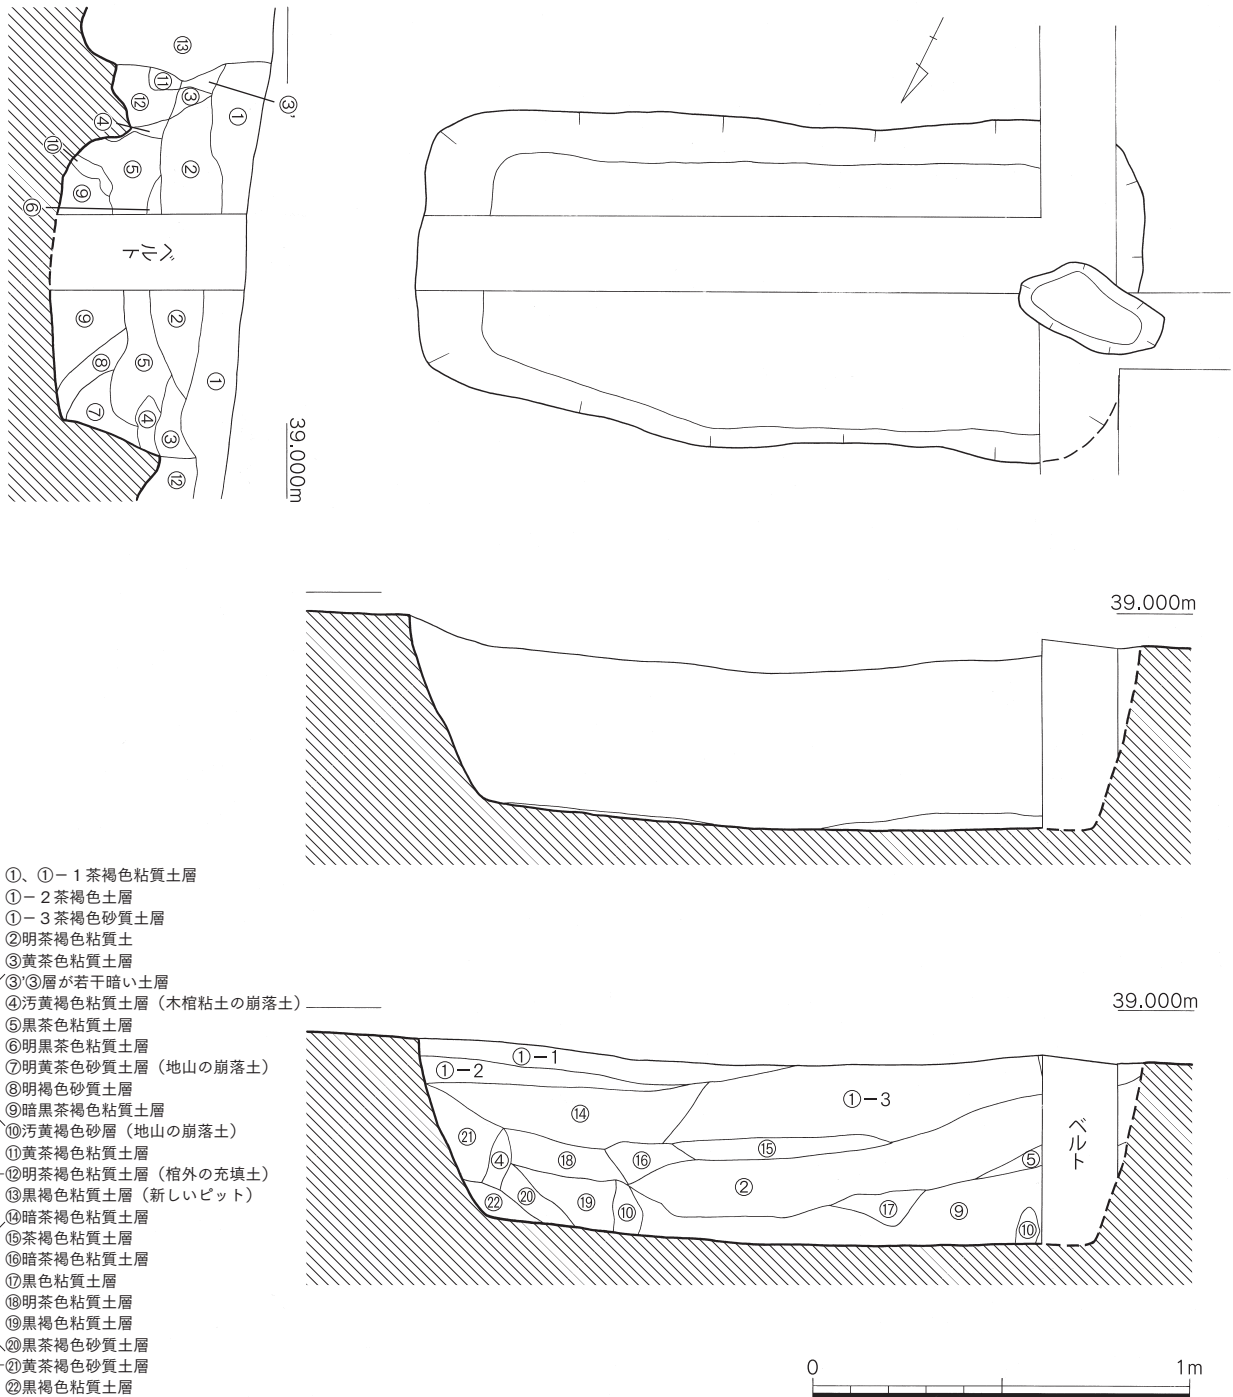 ⑬
⑪
③
③’
⑫
①
④
⑩
⑤
②
⑨
⑥
ベルト
⑨
②
⑧
⑤
①
⑦
④
③
⑫
39.000m
39.000m
①、①－１茶褐色粘質土層
①－２茶褐色土層
①－３茶褐色砂質土層
②明茶褐色粘質土
③黄茶色粘質土層
③’③層が若干暗い土層
④汚黄褐色粘質土層（木棺粘土の崩落土）
⑤黒茶色粘質土層
⑥明黒茶色粘質土層
⑦明黄茶色砂質土層（地山の崩落土）
⑧明褐色砂質土層
⑨暗黒茶褐色粘質土層
⑩汚黄褐色砂層（地山の崩落土）
⑪黄茶褐色粘質土層
⑫明茶褐色粘質土層（棺外の充填土）
⑬黒褐色粘質土層（新しいピット）
⑭暗茶褐色粘質土層
⑮茶褐色粘質土層
⑯暗茶褐色粘質土層
⑰黒色粘質土層
⑱明茶色粘質土層
⑲黒褐色粘質土層
⑳黒茶褐色砂質土層
㉑黄茶褐色砂質土層
㉒黒褐色粘質土層
39.000m
①－1
①－2
①－3
⑭
㉑
④
⑱
⑯
⑮
⑤
②
㉒
⑳
⑲
⑩
⑰
⑨
⑩
ベルト
0 1m